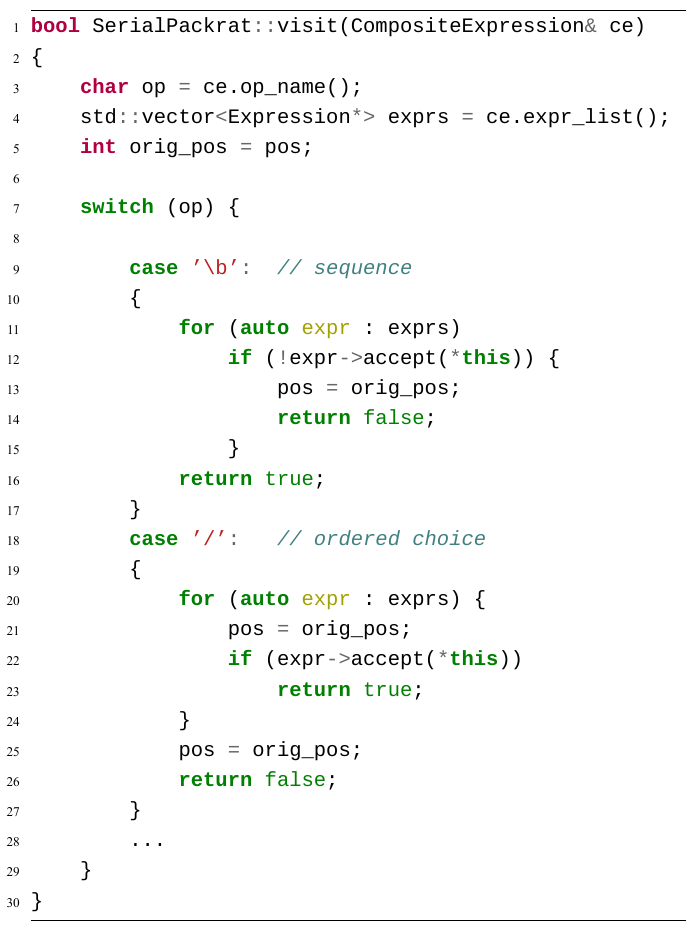 1 bool SerialPackrat::visit(CompositeExpression& ce)
2 {
3     char op = ce.op_name();
4     std::vector<Expression*> exprs = ce.expr_list();
5     int orig_pos = pos;
6
7     switch (op) {
8
9         case ’\b’:  // sequence
10         {
11             for (auto expr : exprs)
12                 if (!expr->accept(*this)) {
13                     pos = orig_pos;
14                     return false;
15                 }
16             return true;
17         }
18         case ’/’:   // ordered choice
19         {
20             for (auto expr : exprs) {
21                 pos = orig_pos;
22                 if (expr->accept(*this))
23                     return true;
24             }
25             pos = orig_pos;
26             return false;
27         }
28         ...
29     }
30 }